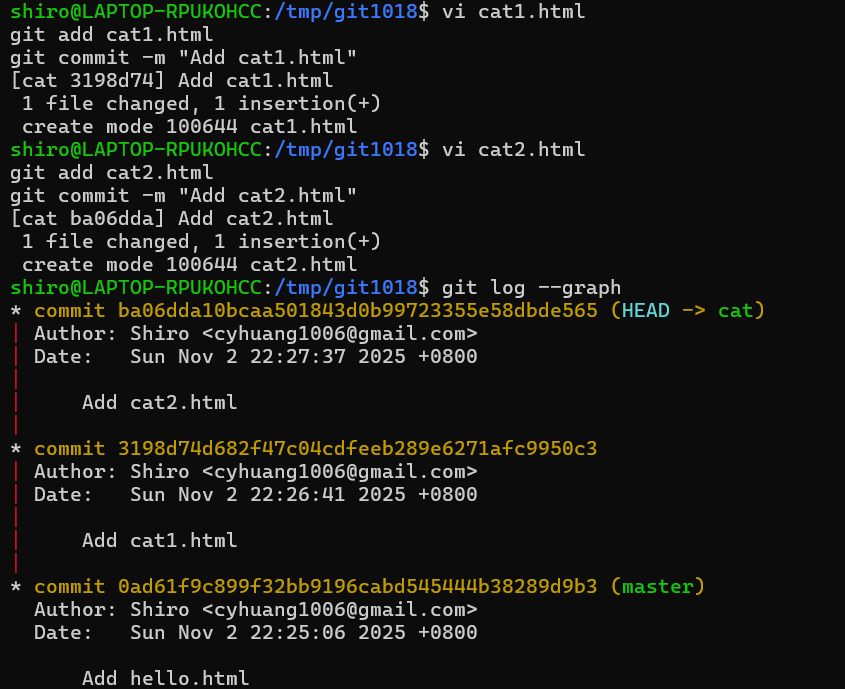 shiro@LAPTOP-RPUKOHCC:/tmp/git1018$ vi cat1.html
git add cat1.html
git commit -m "Add cat1.html"
[cat 3198d74] Add cat1.html
 1 file changed, 1 insertion(+)
 create mode 100644 cat1.html
shiro@LAPTOP-RPUKOHCC:/tmp/git1018$ vi cat2.html
git add cat2.html
git commit -m "Add cat2.html"
[cat ba06dda] Add cat2.html
 1 file changed, 1 insertion(+)
 create mode 100644 cat2.html
shiro@LAPTOP-RPUKOHCC:/tmp/git1018$ git log --graph
* commit ba06dda10bcaa501843d0b99723355e58dbde565 (HEAD -> cat)
| Author: Shiro <cyhuang1006@gmail.com>
| Date:   Sun Nov 2 22:27:37 2025 +0800
|
|     Add cat2.html
|
* commit 3198d74d682f47c04cdfeeb289e6271afc9950c3
| Author: Shiro <cyhuang1006@gmail.com>
| Date:   Sun Nov 2 22:26:41 2025 +0800
|
|     Add cat1.html
|
* commit 0ad61f9c899f32bb9196cabd545444b38289d9b3 (master)
  Author: Shiro <cyhuang1006@gmail.com>
  Date:   Sun Nov 2 22:25:06 2025 +0800

      Add hello.html